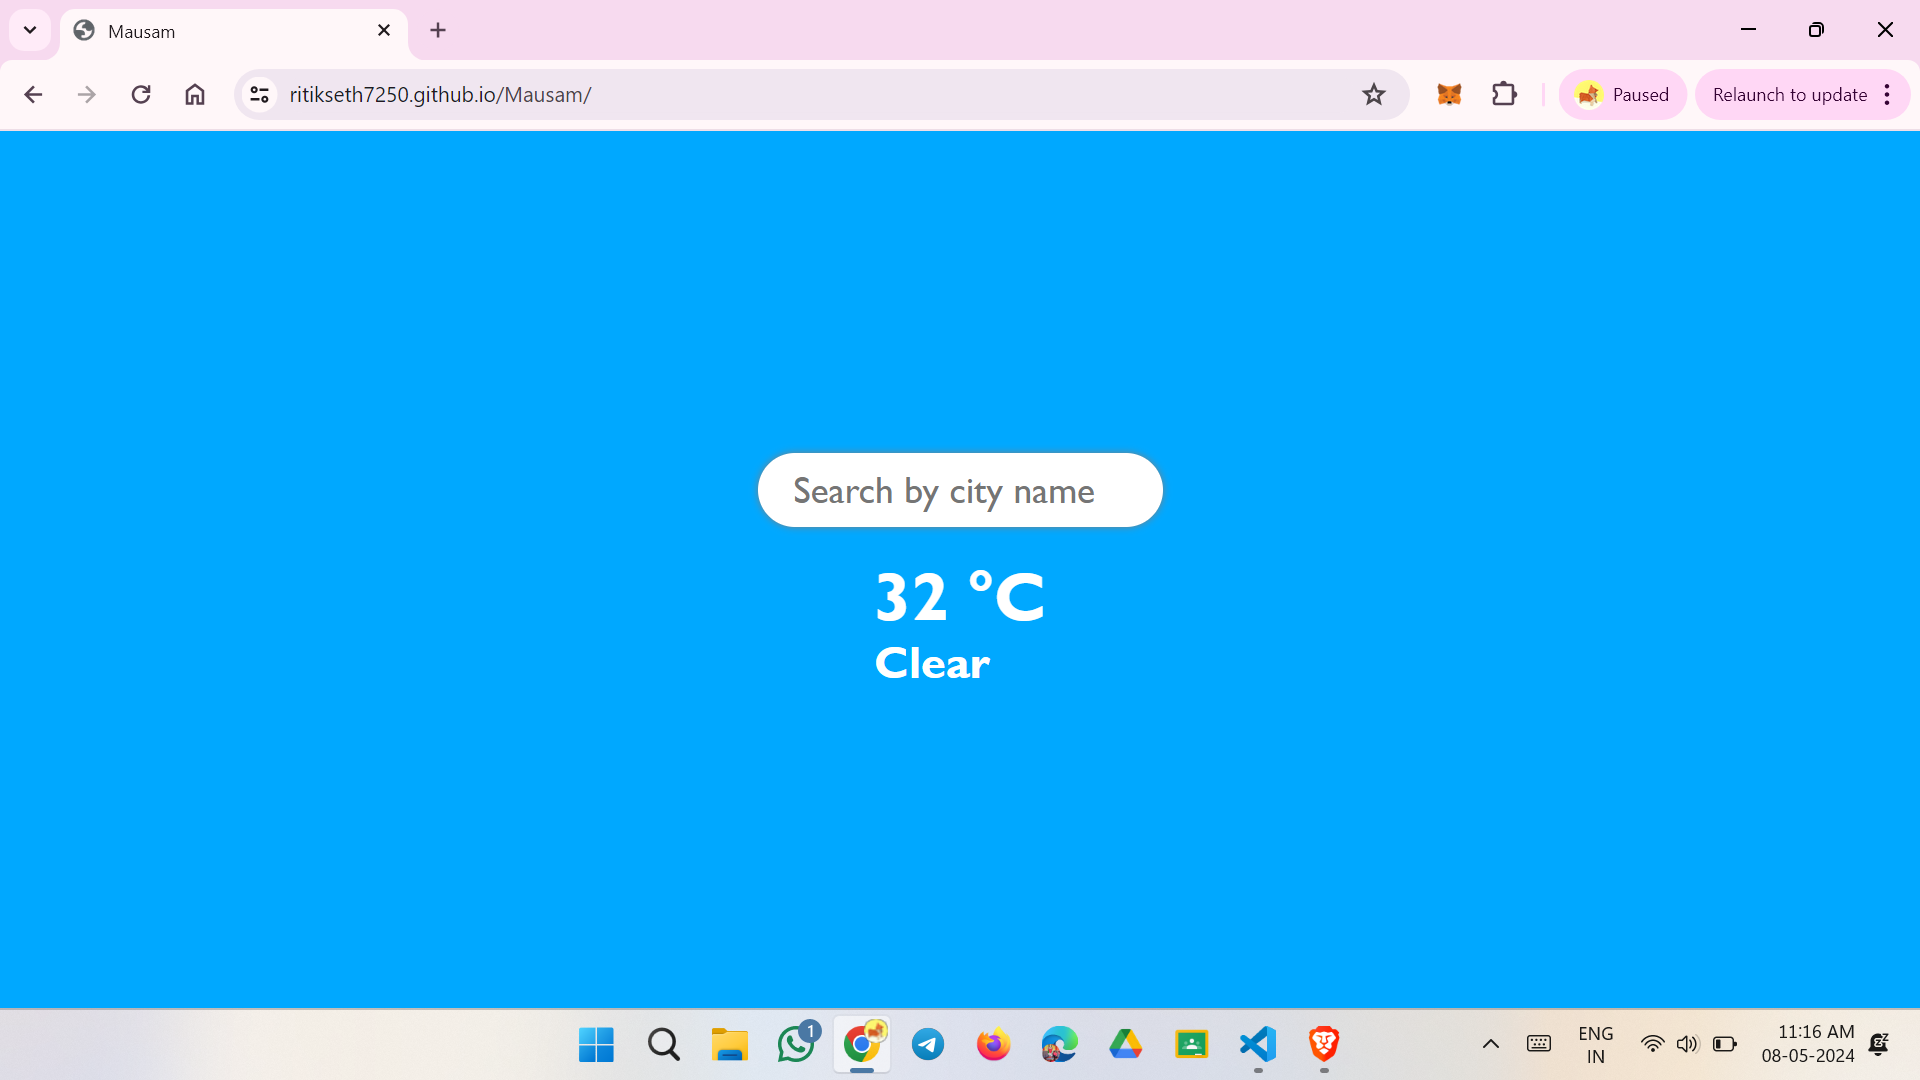 Mausam
ritikseth7250.github.io/Mausam/
Paused
Relaunch to update
Search by city name
32 °C
Clear
1
ENG
IN
11:16 AM
08-05-2024